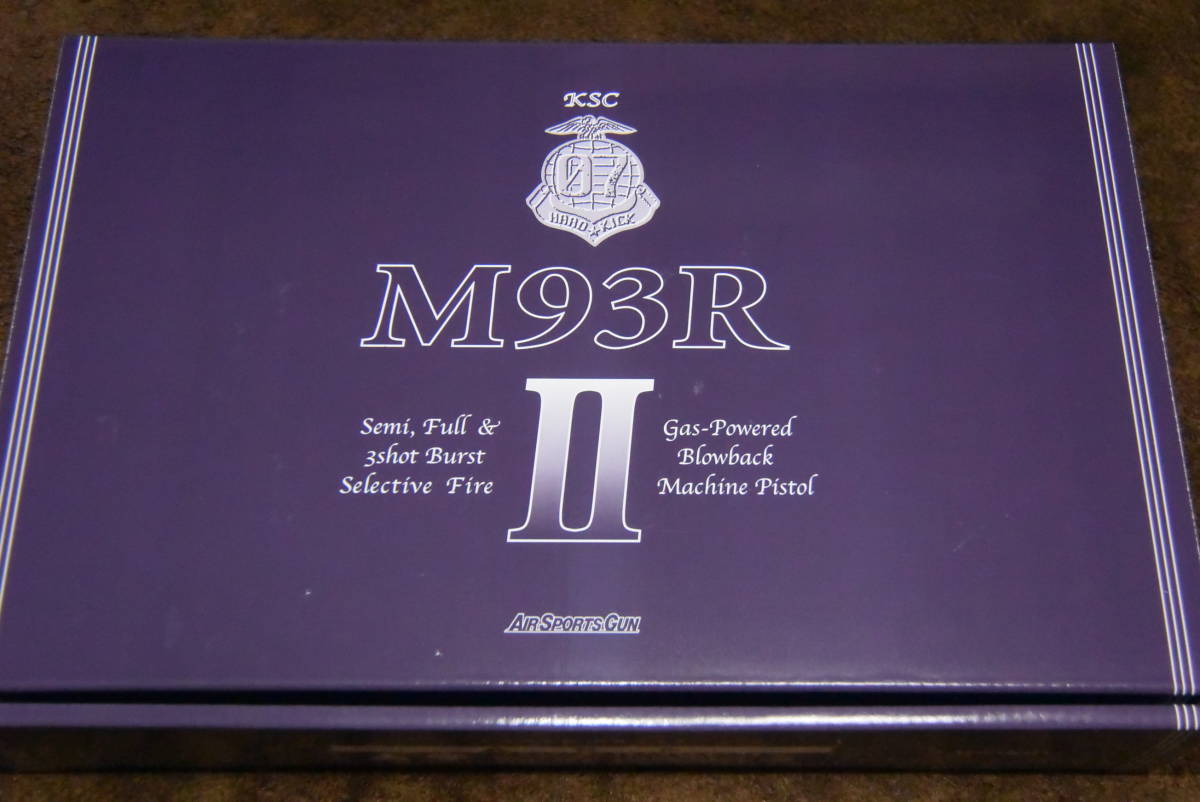 KSC
07
HARD ★ KICK
M93R
II
Semi, Full &
3shot Burst
Selective Fire
Gas-Powered
Blowback
Machine Pistol
AIR SPORTS GUN